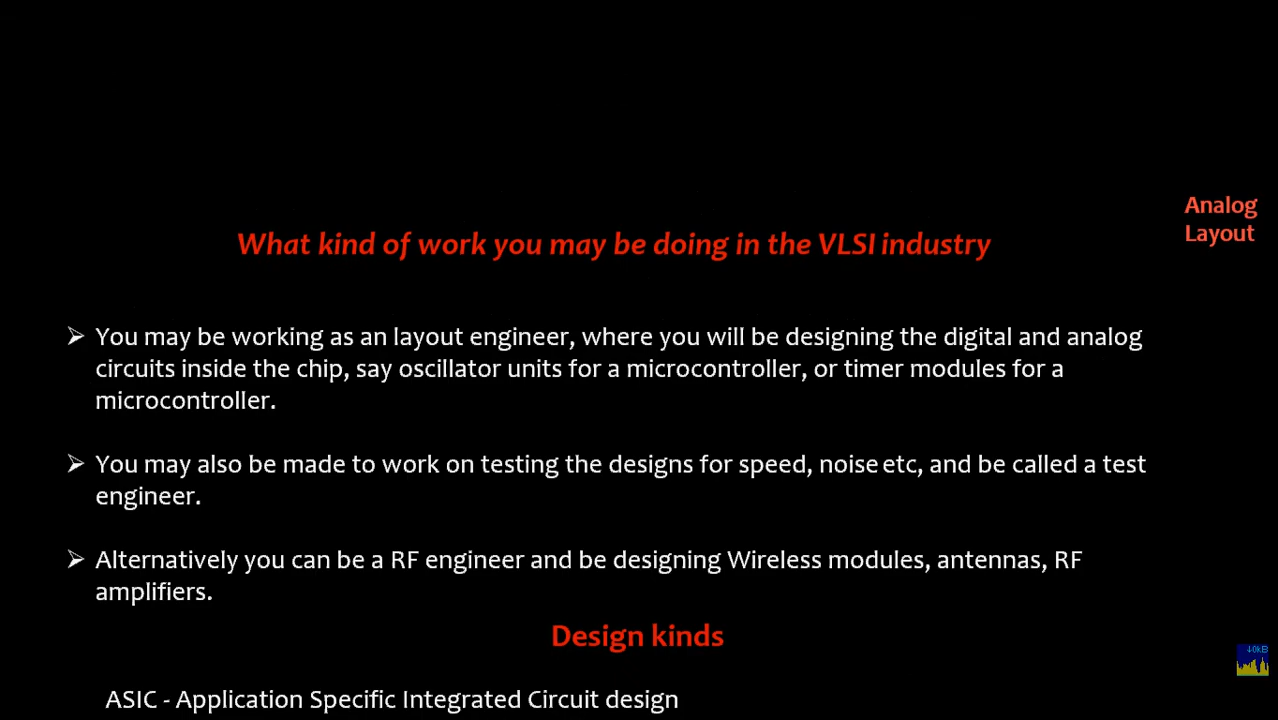 Analog
Layout
What kind of work you may be doing in the VLSI industry
➢ You may be working as an layout engineer, where you will be designing the digital and analog
circuits inside the chip, say oscillator units for a microcontroller, or timer modules for a
microcontroller.
➢ You may also be made to work on testing the designs for speed, noise etc, and be called a test
engineer.
➢ Alternatively you can be a RF engineer and be designing Wireless modules, antennas, RF
amplifiers.
Design kinds
↓0kB
ASIC - Application Specific Integrated Circuit design